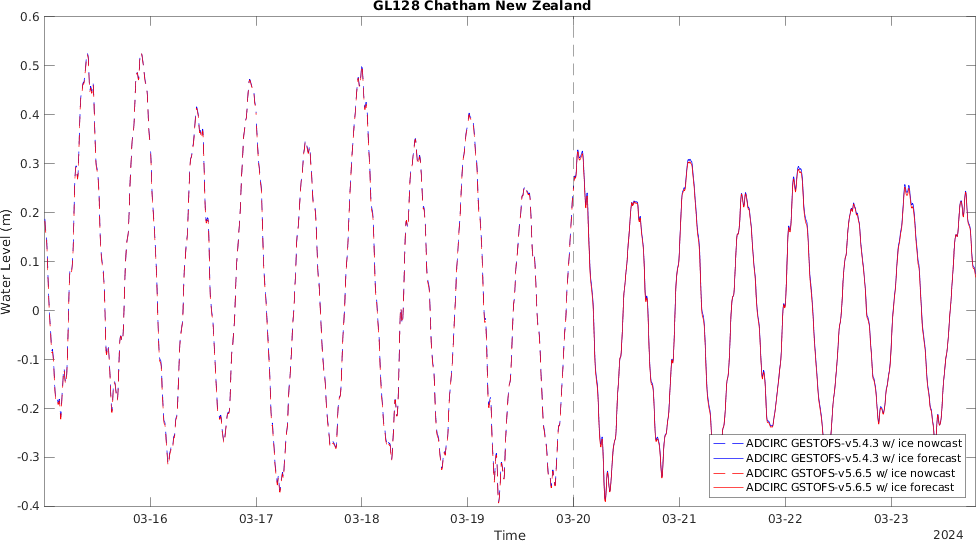 GL128 Chatham New Zealand
0.6
0.5
0.4
0.3
0.2
0.1
0
-0.1
-0.2
-0.3
-0.4
Water Level (m)
ADCIRC GESTOFS-v5.4.3 w/ ice nowcast
ADCIRC GESTOFS-v5.4.3 w/ ice forecast
ADCIRC GSTOFS-v5.6.5 w/ ice nowcast
ADCIRC GSTOFS-v5.6.5 w/ ice forecast
03-16 03-17 03-18 03-19 03-20 03-21 03-22 03-23
Time
2024